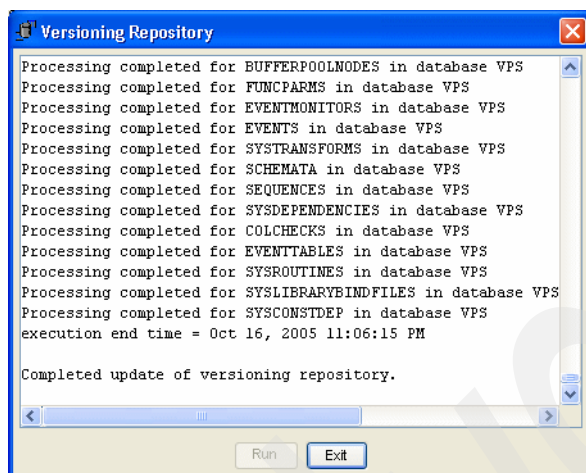 Versioning Repository
Processing completed for BUFFERPOOLNODES in database VPS
Processing completed for FUNCPARMS in database VPS
Processing completed for EVENTMONITORS in database VPS
Processing completed for EVENTS in database VPS
Processing completed for SYSTRANSFORMS in database VPS
Processing completed for SCHEMATA in database VPS
Processing completed for SEQUENCES in database VPS
Processing completed for SYSDEPENDENCIES in database VPS
Processing completed for COLCHECKS in database VPS
Processing completed for EVENTTABLES in database VPS
Processing completed for SYSROUTINES in database VPS
Processing completed for SYSLIBRARYBINDFILES in database VPS
Processing completed for SYSCONSTDEP in database VPS
execution end time = Oct 16, 2005 11:06:15 PM
Completed update of versioning repository.
Run Exit